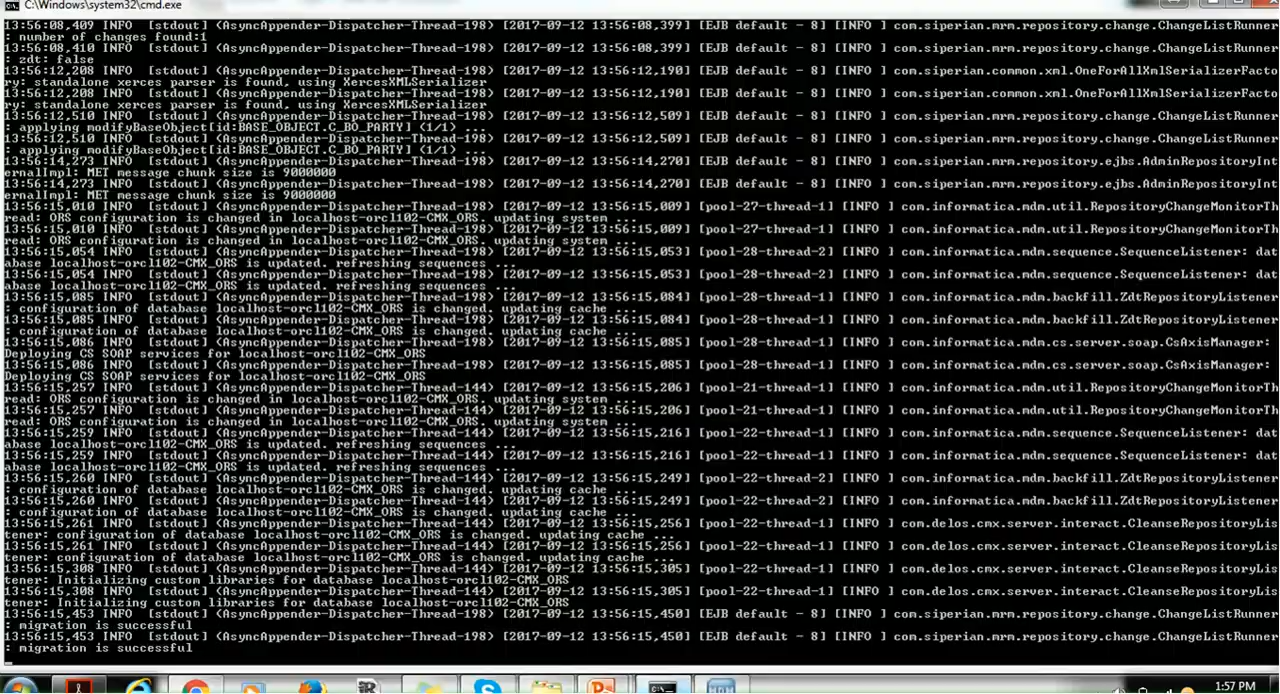 C:\Windows\system32\cmd.exe
13:56:08,409 INFO  [stdout] (AsyncAppender-Dispatcher-Thread-198) [2017-09-12 13:56:08,399] [EJB default - 8] [INFO ] com.siperian.mrm.repository.change.ChangeListRunner
: number of changes found:1
13:56:08,410 INFO  [stdout] (AsyncAppender-Dispatcher-Thread-198) [2017-09-12 13:56:08,399] [EJB default - 8] [INFO ] com.siperian.mrm.repository.change.ChangeListRunner
: zdt: false
13:56:12,208 INFO  [stdout] (AsyncAppender-Dispatcher-Thread-198) [2017-09-12 13:56:12,190] [EJB default - 8] [INFO ] com.siperian.common.xml.OneForAllXmlSerializerFacto
ry: standalone xerces parser is found, using XercesXMLSerializer
13:56:12,208 INFO  [stdout] (AsyncAppender-Dispatcher-Thread-198) [2017-09-12 13:56:12,190] [EJB default - 8] [INFO ] com.siperian.common.xml.OneForAllXmlSerializerFacto
ry: standalone xerces parser is found, using XercesXMLSerializer
13:56:12,510 INFO  [stdout] (AsyncAppender-Dispatcher-Thread-198) [2017-09-12 13:56:12,509] [EJB default - 8] [INFO ] com.siperian.mrm.repository.change.ChangeListRunner
: applying modifyBaseObject[id:BASE_OBJECT.C_BO_PARTY] (1/1) ...
13:56:12,510 INFO  [stdout] (AsyncAppender-Dispatcher-Thread-198) [2017-09-12 13:56:12,509] [EJB default - 8] [INFO ] com.siperian.mrm.repository.change.ChangeListRunner
: applying modifyBaseObject[id:BASE_OBJECT.C_BO_PARTY] (1/1) ...
13:56:14,273 INFO  [stdout] (AsyncAppender-Dispatcher-Thread-198) [2017-09-12 13:56:14,270] [EJB default - 8] [INFO ] com.siperian.mrm.repository.ejbs.AdminRepositoryInt
ernalImpl: MET message chunk size is 9000000
13:56:14,273 INFO  [stdout] (AsyncAppender-Dispatcher-Thread-198) [2017-09-12 13:56:14,270] [EJB default - 8] [INFO ] com.siperian.mrm.repository.ejbs.AdminRepositoryInt
ernalImpl: MET message chunk size is 9000000
13:56:15,010 INFO  [stdout] (AsyncAppender-Dispatcher-Thread-198) [2017-09-12 13:56:15,009] [pool-27-thread-1] [INFO ] com.informatica.mdm.util.RepositoryChangeMonitorTh
read: ORS configuration is changed in localhost-orcl102-CMX_ORS. updating system ...
13:56:15,010 INFO  [stdout] (AsyncAppender-Dispatcher-Thread-198) [2017-09-12 13:56:15,009] [pool-27-thread-1] [INFO ] com.informatica.mdm.util.RepositoryChangeMonitorTh
read: ORS configuration is changed in localhost-orcl102-CMX_ORS. updating system ...
13:56:15,054 INFO  [stdout] (AsyncAppender-Dispatcher-Thread-198) [2017-09-12 13:56:15,053] [pool-28-thread-2] [INFO ] com.informatica.mdm.sequence.SequenceListener: dat
abase localhost-orcl102-CMX_ORS is updated. refreshing sequences ...
13:56:15,054 INFO  [stdout] (AsyncAppender-Dispatcher-Thread-198) [2017-09-12 13:56:15,053] [pool-28-thread-2] [INFO ] com.informatica.mdm.sequence.SequenceListener: dat
abase localhost-orcl102-CMX_ORS is updated. refreshing sequences ...
13:56:15,085 INFO  [stdout] (AsyncAppender-Dispatcher-Thread-198) [2017-09-12 13:56:15,084] [pool-28-thread-1] [INFO ] com.informatica.mdm.backfill.ZdtRepositoryListener
: configuration of database localhost-orcl102-CMX_ORS is changed. updating cache ...
13:56:15,085 INFO  [stdout] (AsyncAppender-Dispatcher-Thread-198) [2017-09-12 13:56:15,084] [pool-28-thread-1] [INFO ] com.informatica.mdm.backfill.ZdtRepositoryListener
: configuration of database localhost-orcl102-CMX_ORS is changed. updating cache ...
13:56:15,086 INFO  [stdout] (AsyncAppender-Dispatcher-Thread-198) [2017-09-12 13:56:15,085] [pool-28-thread-1] [INFO ] com.informatica.mdm.cs.server.soap.CsAxisManager:
Deploying CS SOAP services for localhost-orcl102-CMX_ORS
13:56:15,086 INFO  [stdout] (AsyncAppender-Dispatcher-Thread-198) [2017-09-12 13:56:15,085] [pool-28-thread-1] [INFO ] com.informatica.mdm.cs.server.soap.CsAxisManager:
Deploying CS SOAP services for localhost-orcl102-CMX_ORS
13:56:15,257 INFO  [stdout] (AsyncAppender-Dispatcher-Thread-144) [2017-09-12 13:56:15,206] [pool-21-thread-1] [INFO ] com.informatica.mdm.util.RepositoryChangeMonitorTh
read: ORS configuration is changed in localhost-orcl102-CMX_ORS. updating system ...
13:56:15,257 INFO  [stdout] (AsyncAppender-Dispatcher-Thread-144) [2017-09-12 13:56:15,206] [pool-21-thread-1] [INFO ] com.informatica.mdm.util.RepositoryChangeMonitorTh
read: ORS configuration is changed in localhost-orcl102-CMX_ORS. updating system ...
13:56:15,259 INFO  [stdout] (AsyncAppender-Dispatcher-Thread-144) [2017-09-12 13:56:15,216] [pool-22-thread-1] [INFO ] com.informatica.mdm.sequence.SequenceListener: dat
abase localhost-orcl102-CMX_ORS is updated. refreshing sequences ...
13:56:15,259 INFO  [stdout] (AsyncAppender-Dispatcher-Thread-144) [2017-09-12 13:56:15,216] [pool-22-thread-1] [INFO ] com.informatica.mdm.sequence.SequenceListener: dat
abase localhost-orcl102-CMX_ORS is updated. refreshing sequences ...
13:56:15,260 INFO  [stdout] (AsyncAppender-Dispatcher-Thread-144) [2017-09-12 13:56:15,249] [pool-22-thread-2] [INFO ] com.informatica.mdm.backfill.ZdtRepositoryListener
: configuration of database localhost-orcl102-CMX_ORS is changed. updating cache ...
13:56:15,260 INFO  [stdout] (AsyncAppender-Dispatcher-Thread-144) [2017-09-12 13:56:15,249] [pool-22-thread-2] [INFO ] com.informatica.mdm.backfill.ZdtRepositoryListener
: configuration of database localhost-orcl102-CMX_ORS is changed. updating cache ...
13:56:15,261 INFO  [stdout] (AsyncAppender-Dispatcher-Thread-144) [2017-09-12 13:56:15,256] [pool-22-thread-1] [INFO ] com.delos.cmx.server.interact.CleanseRepositoryLis
tener: configuration of database localhost-orcl102-CMX_ORS is changed. updating cache ...
13:56:15,261 INFO  [stdout] (AsyncAppender-Dispatcher-Thread-144) [2017-09-12 13:56:15,256] [pool-22-thread-1] [INFO ] com.delos.cmx.server.interact.CleanseRepositoryLis
tener: configuration of database localhost-orcl102-CMX_ORS is changed. updating cache ...
13:56:15,308 INFO  [stdout] (AsyncAppender-Dispatcher-Thread-144) [2017-09-12 13:56:15,305] [pool-22-thread-1] [INFO ] com.delos.cmx.server.interact.CleanseRepositoryLis
tener: Initializing custom libraries for database localhost-orcl102-CMX_ORS
13:56:15,308 INFO  [stdout] (AsyncAppender-Dispatcher-Thread-144) [2017-09-12 13:56:15,305] [pool-22-thread-1] [INFO ] com.delos.cmx.server.interact.CleanseRepositoryLis
tener: Initializing custom libraries for database localhost-orcl102-CMX_ORS
13:56:15,453 INFO  [stdout] (AsyncAppender-Dispatcher-Thread-198) [2017-09-12 13:56:15,450] [EJB default - 8] [INFO ] com.siperian.mrm.repository.change.ChangeListRunner
: migration is successful
13:56:15,453 INFO  [stdout] (AsyncAppender-Dispatcher-Thread-198) [2017-09-12 13:56:15,450] [EJB default - 8] [INFO ] com.siperian.mrm.repository.change.ChangeListRunner
: migration is successful
1:57 PM